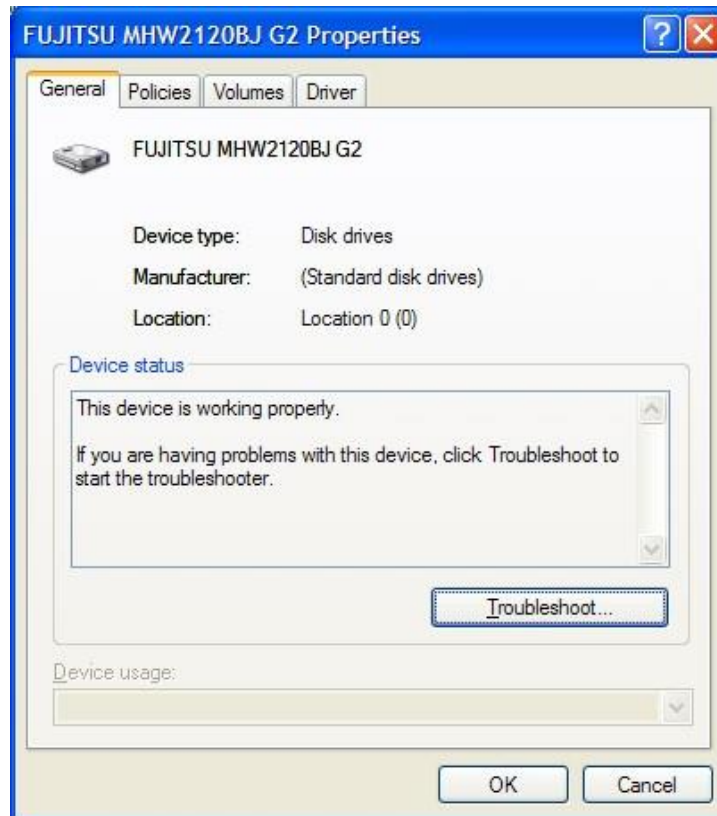 FUJITSU MHW2120BJ G2 Properties
General Policies Volumes Driver
FUJITSU MHW2120BJ G2
Device type: Disk drives
Manufacturer: (Standard disk drives)
Location: Location 0 (0)
Device status
This device is working properly.
If you are having problems with this device, click Troubleshoot to
start the troubleshooter.
Troubleshoot...
Device usage:
OK Cancel